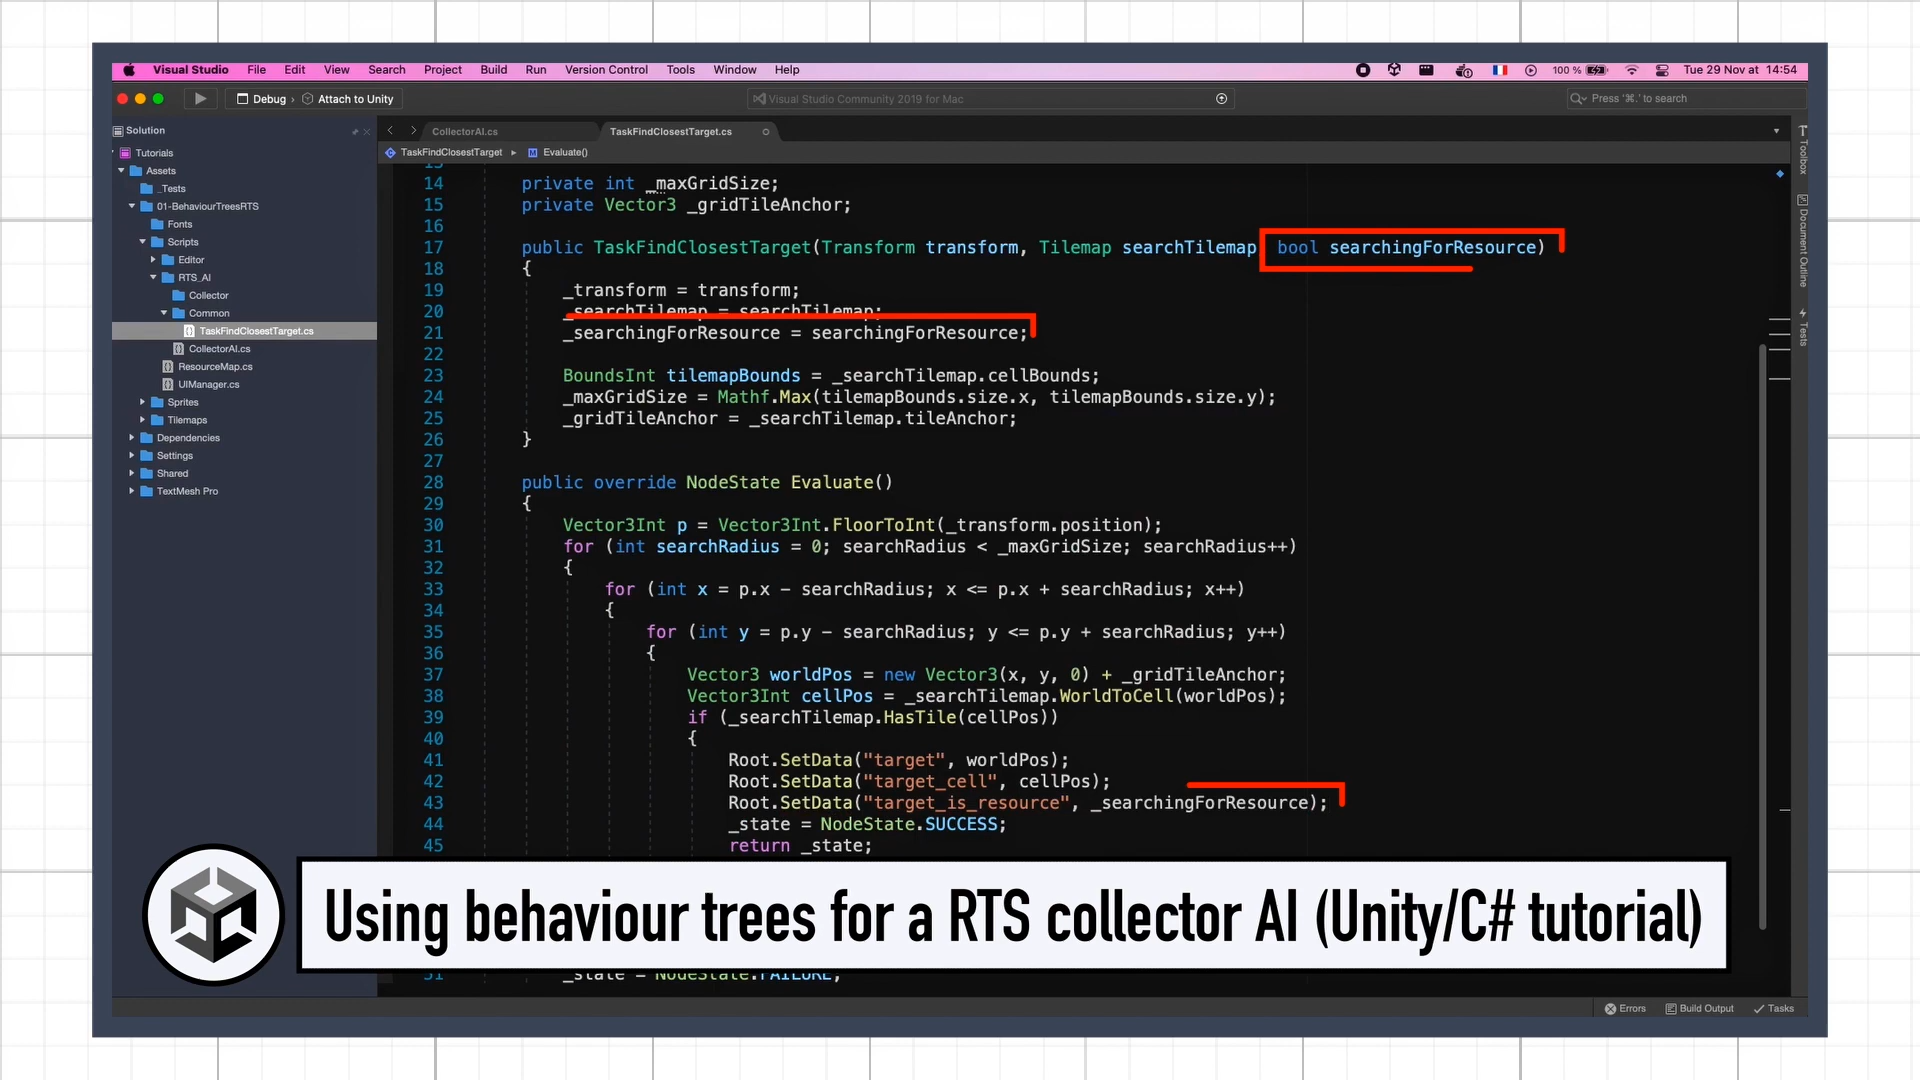 Visual Studio File Edit View Search Project Build Run Version Control Tools Window Help 100 % Tue 29 Nov at 14:54
Debug › Attach to Unity Visual Studio Community 2019 for Mac Press '⌘.' to search
Solution
Tutorials
Assets
_Tests
01-BehaviourTreesRTS
Fonts
Scripts
Editor
RTS_AI
Collector
Common
TaskFindClosestTarget.cs
CollectorAI.cs
ResourceMap.cs
UIManager.cs
Sprites
Tilemaps
Dependencies
Settings
Shared
TextMesh Pro
CollectorAI.cs TaskFindClosestTarget.cs
TaskFindClosestTarget ▸ Evaluate()
14 private int _maxGridSize;
15 private Vector3 _gridTileAnchor;
16
17 public TaskFindClosestTarget(Transform transform, Tilemap searchTilemap bool searchingForResource)
18 {
19 _transform = transform;
20 _searchTilemap = searchTilemap;
21 _searchingForResource = searchingForResource;
22
23 BoundsInt tilemapBounds = _searchTilemap.cellBounds;
24 _maxGridSize = Mathf.Max(tilemapBounds.size.x, tilemapBounds.size.y);
25 _gridTileAnchor = _searchTilemap.tileAnchor;
26 }
27
28 public override NodeState Evaluate()
29 {
30 Vector3Int p = Vector3Int.FloorToInt(_transform.position);
31 for (int searchRadius = 0; searchRadius < _maxGridSize; searchRadius++)
32 {
33 for (int x = p.x - searchRadius; x <= p.x + searchRadius; x++)
34 {
35 for (int y = p.y - searchRadius; y <= p.y + searchRadius; y++)
36 {
37 Vector3 worldPos = new Vector3(x, y, 0) + _gridTileAnchor;
38 Vector3Int cellPos = _searchTilemap.WorldToCell(worldPos);
39 if (_searchTilemap.HasTile(cellPos))
40 {
41 Root.SetData("target", worldPos);
42 Root.SetData("target_cell", cellPos);
43 Root.SetData("target_is_resource", _searchingForResource);
44 _state = NodeState.SUCCESS;
45 return _state;
51 _state = NodeState.FAILURE;
Toolbox
Document Outline
Tests
Using behaviour trees for a RTS collector AI (Unity/C# tutorial)
Errors Build Output Tasks